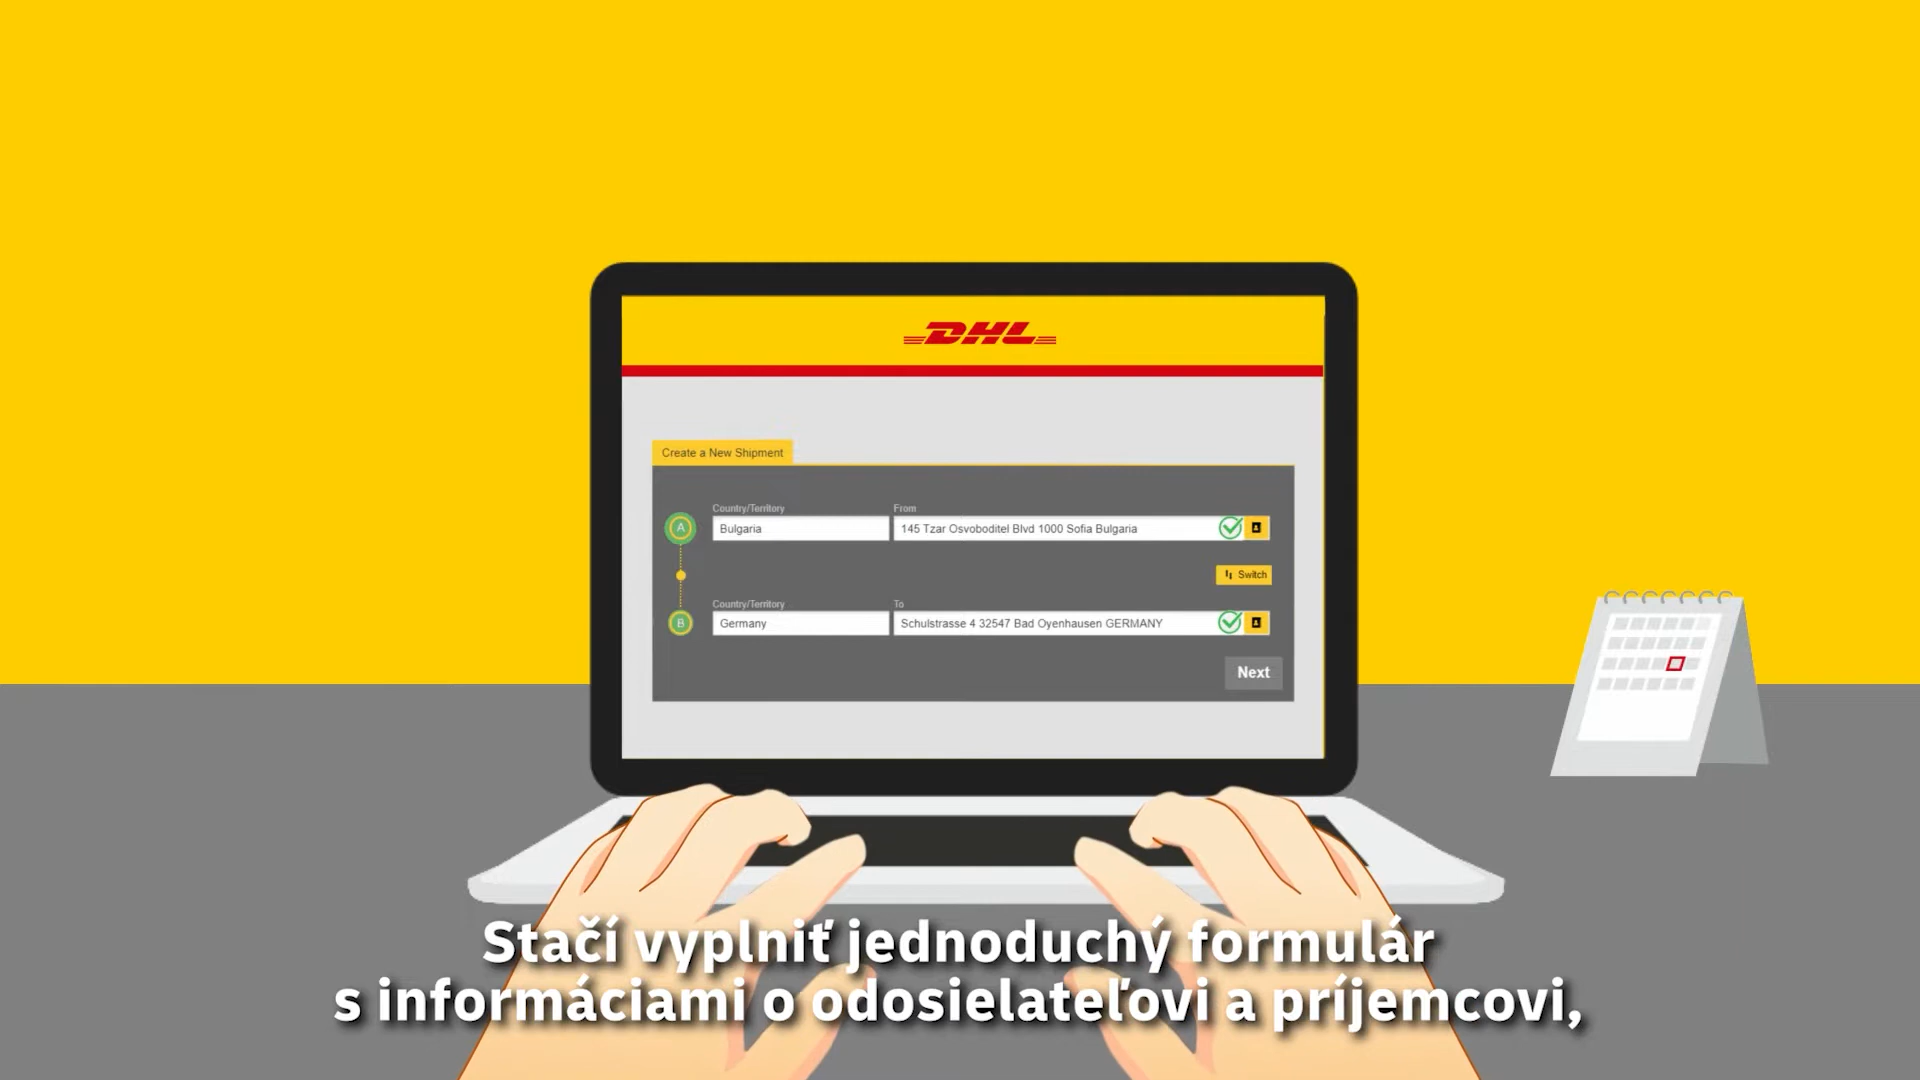 DHL
Create a New Shipment
Country/Territory From
A Bulgaria 145 Tzar Osvoboditel Blvd 1000 Sofia Bulgaria
Switch
Country/Territory To
B Germany Schulstrasse 4 32547 Bad Oyenhausen GERMANY
Next
Stačí vyplniť jednoduchý formulár
s informáciami o odosielateľovi a príjemcovi,